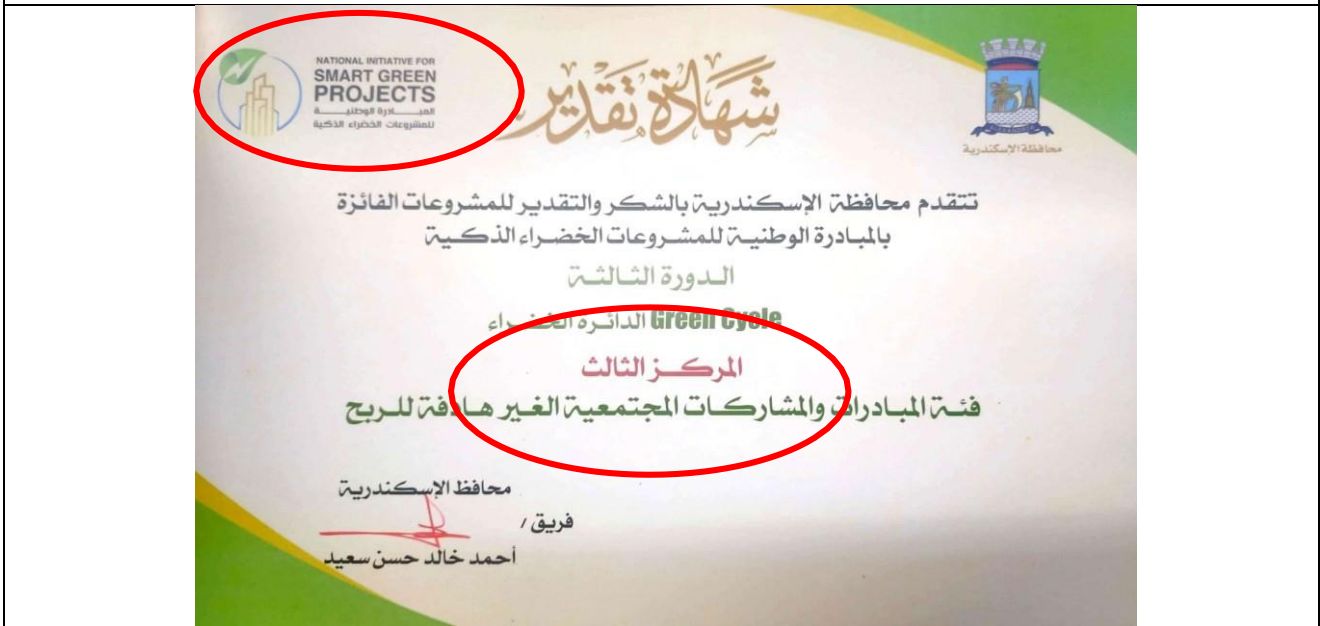 NATIONAL INITIATIVE FOR
SMART GREEN
PROJECTS
المبــادرة الوطنيــة
للمشروعات الخضراء الذكية
شهادة تقدير
محافظة الإسكندرية
تتقدم محافظة الإسكندرية بالشكر والتقدير للمشروعات الفائزة
بالمبادرة الوطنية للمشروعات الخضراء الذكية
الدورة الثالثة
Green Cycle الدائرة الخضراء
المركز الثالث
فئة المبادرات والمشاركات المجتمعية الغير هادفة للربح
محافظ الإسكندرية
فريق /
أحمد خالد حسن سعيد